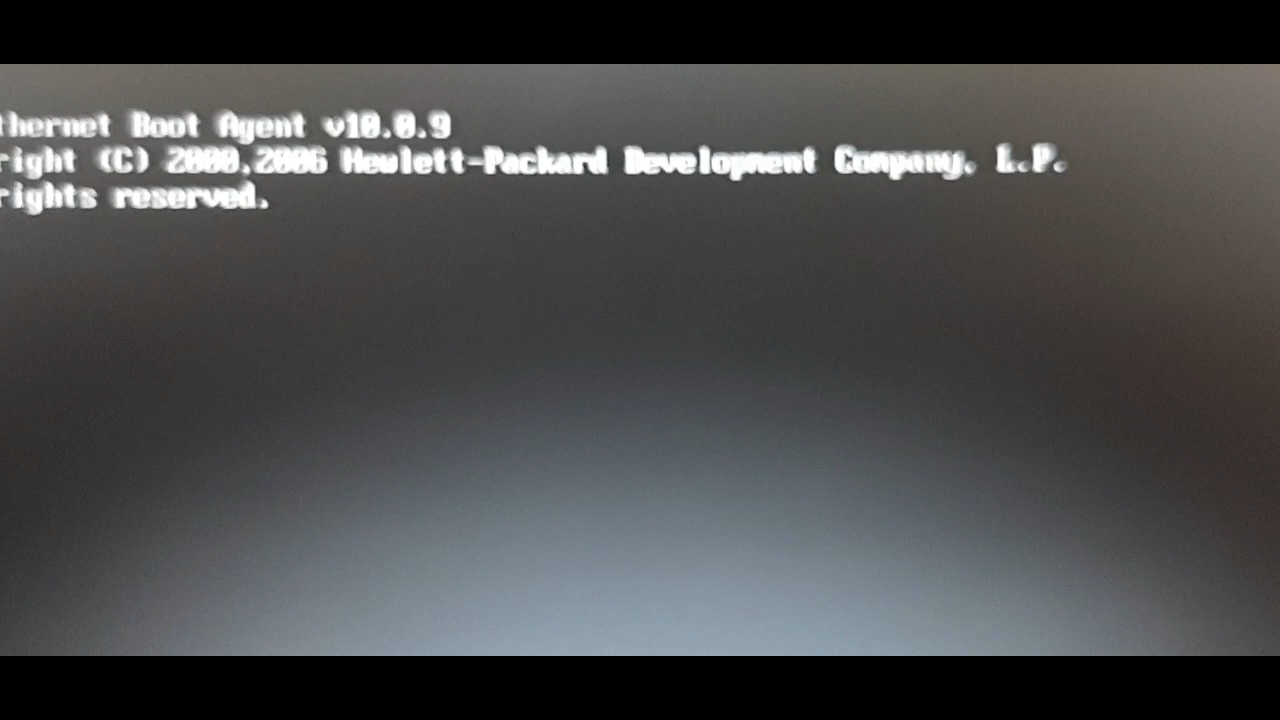 thernet Boot Agent v10.0.9
right (C) 2000,2006 Hewlett-Packard Development Company, L.P.
rights reserved.